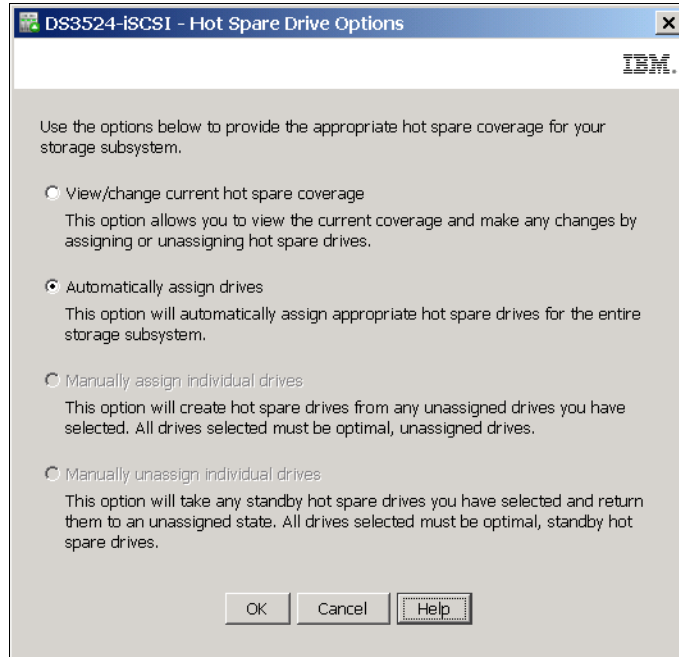 DS3524-iSCSI - Hot Spare Drive Options
IBM.
Use the options below to provide the appropriate hot spare coverage for your
storage subsystem.
View/change current hot spare coverage
This option allows you to view the current coverage and make any changes by
assigning or unassigning hot spare drives.
Automatically assign drives
This option will automatically assign appropriate hot spare drives for the entire
storage subsystem.
Manually assign individual drives
This option will create hot spare drives from any unassigned drives you have
selected. All drives selected must be optimal, unassigned drives.
Manually unassign individual drives
This option will take any standby hot spare drives you have selected and return
them to an unassigned state. All drives selected must be optimal, standby hot
spare drives.
OK Cancel Help